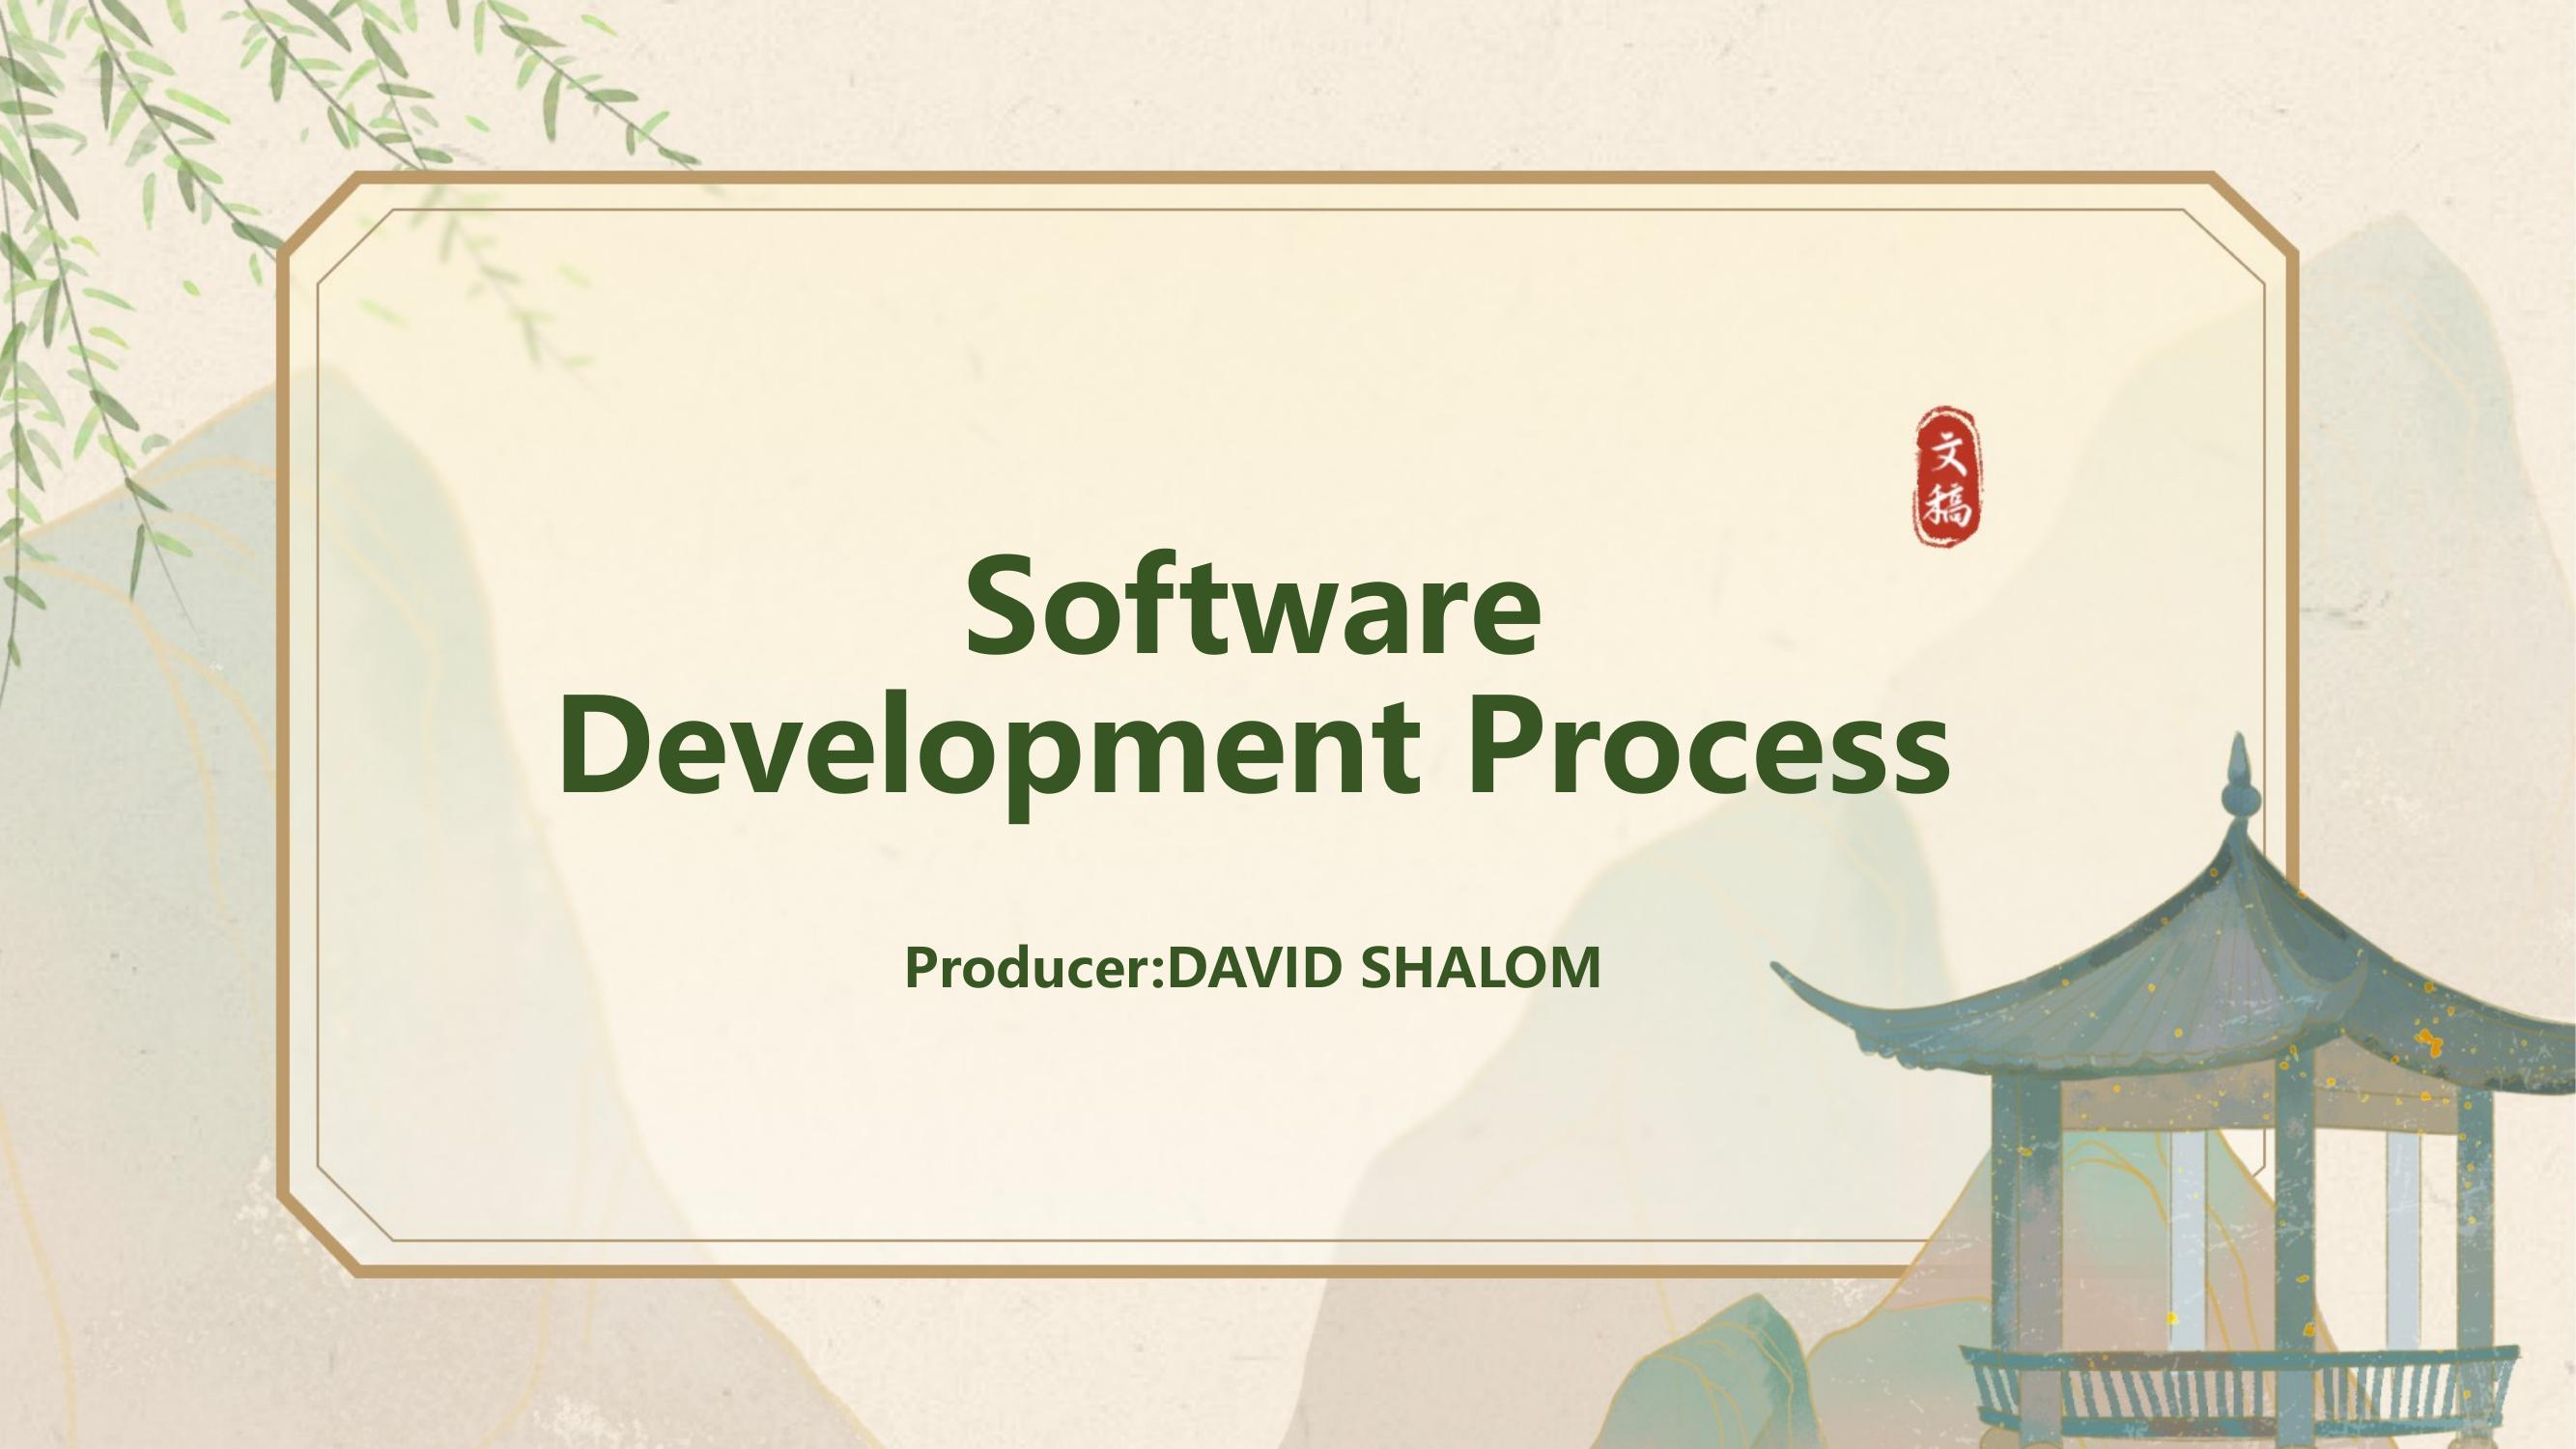 文
稿
Software
Development Process
Producer:DAVID SHALOM